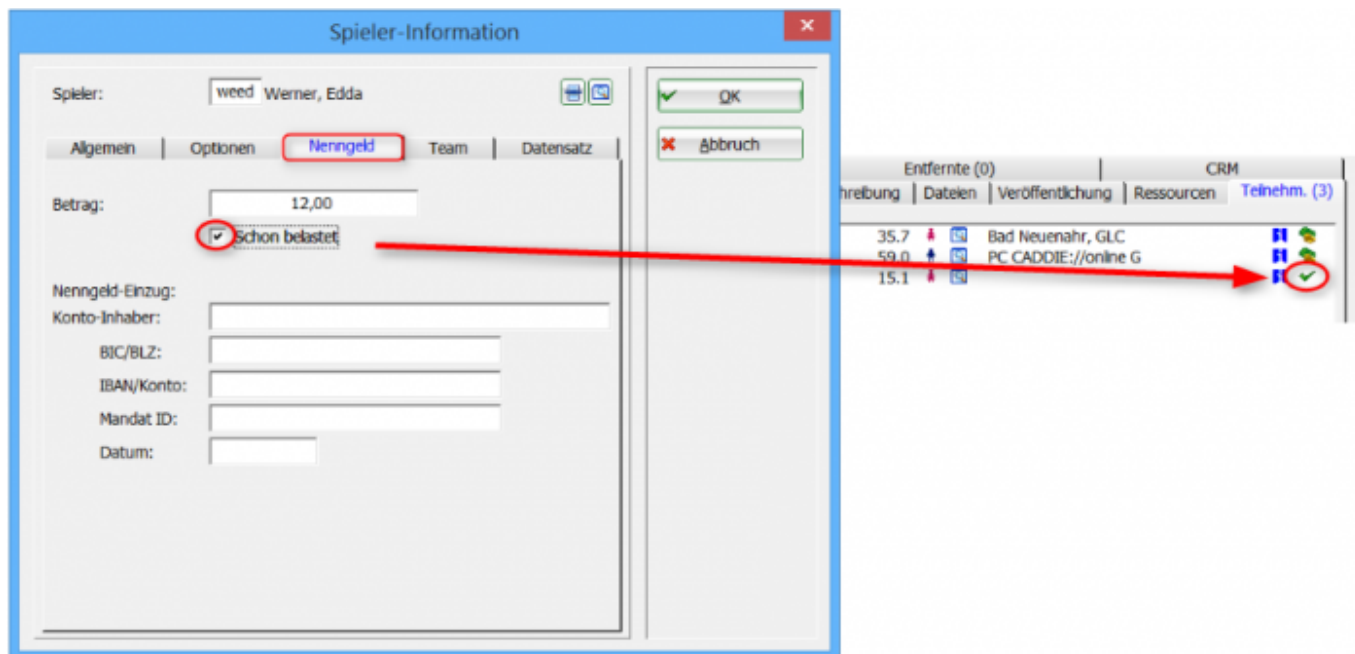 Spieler-Information
Spieler: weed Werner, Edda
Allgemein Optionen Nenngeld Team Datensatz
Betrag: 12,00
Schon belastet
Nenngeld-Einzug:
Konto-Inhaber:
BIC/BLZ:
IBAN/Konto:
Mandat ID:
Datum:
OK
Abbruch
Entfernte (0) CRM
hreibung Dateien Veröffentlichung Ressourcen Teilnehm. (3)
35.7 Bad Neuenahr, GLC
59.0 PC CADDIE://online G
15.1